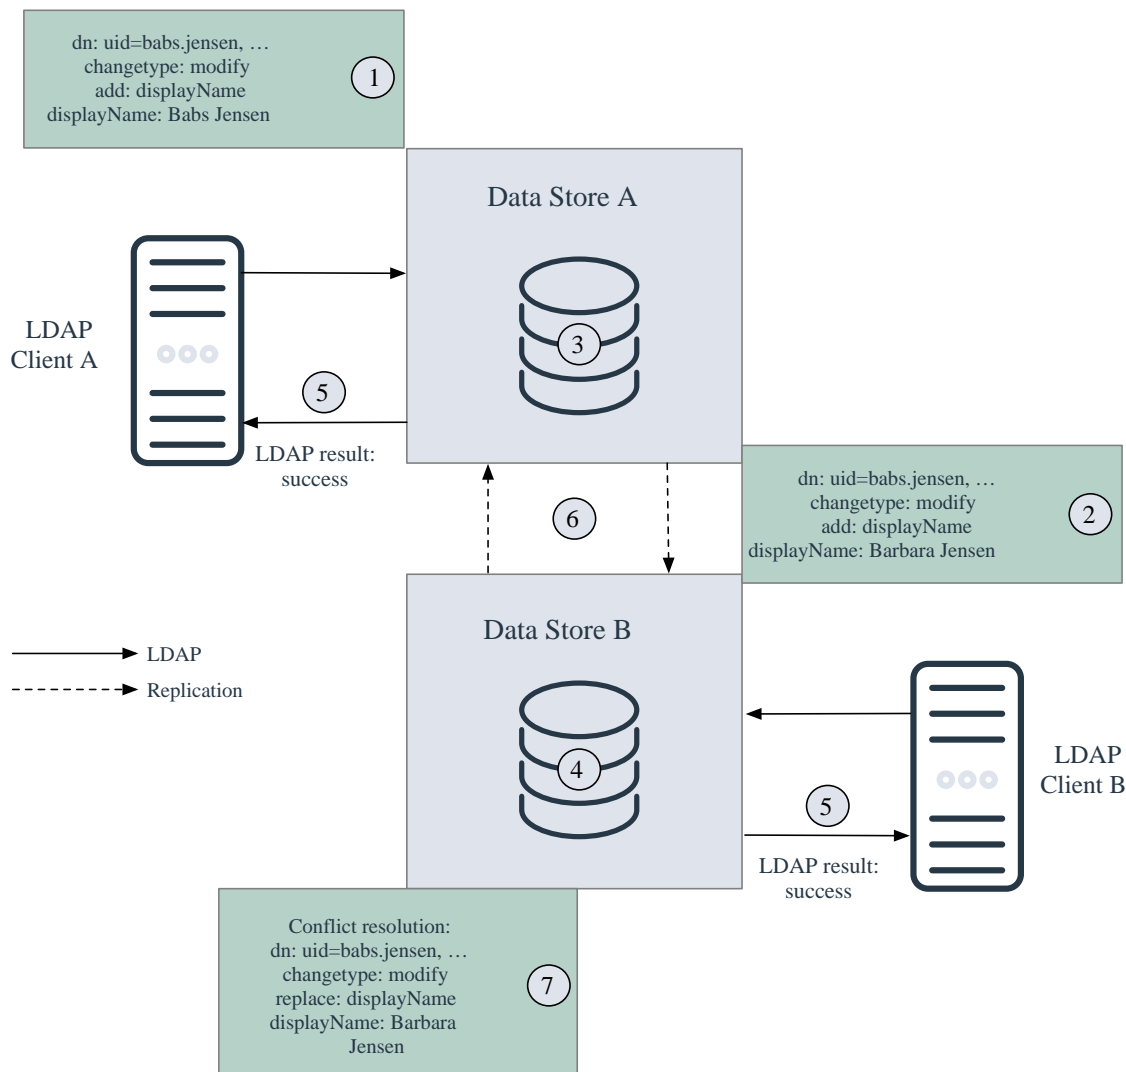 dn: uid=babs.jensen, …
changetype: modify
add: displayName
displayName: Babs Jensen
1
Data Store A
3
LDAP
Client A
5
LDAP result:
success
6
dn: uid=babs.jensen, …
changetype: modify
add: displayName
displayName: Barbara Jensen
2
Data Store B
4
LDAP
Replication
LDAP
Client B
5
LDAP result:
success
Conflict resolution:
dn: uid=babs.jensen, …
changetype: modify
replace: displayName
displayName: Barbara
Jensen
7